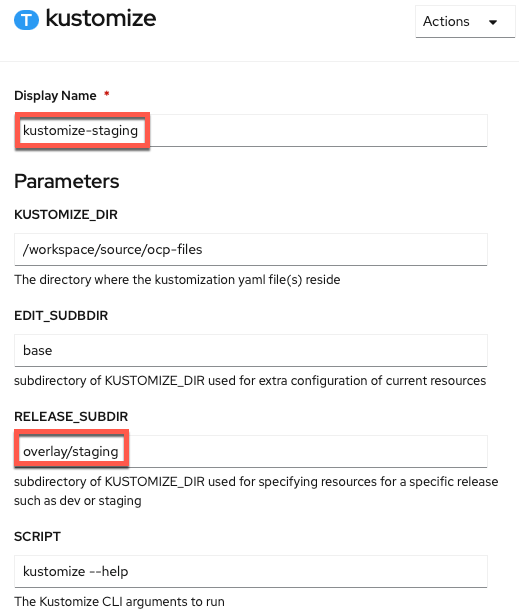 T kustomize
Actions
Display Name *
kustomize-staging
Parameters
KUSTOMIZE_DIR
/workspace/source/ocp-files
The directory where the kustomization yaml file(s) reside
EDIT_SUDBDIR
base
subdirectory of KUSTOMIZE_DIR used for extra configuration of current resources
RELEASE_SUBDIR
overlay/staging
subdirectory of KUSTOMIZE_DIR used for specifying resources for a specific release
such as dev or staging
SCRIPT
kustomize --help
The Kustomize CLI arguments to run